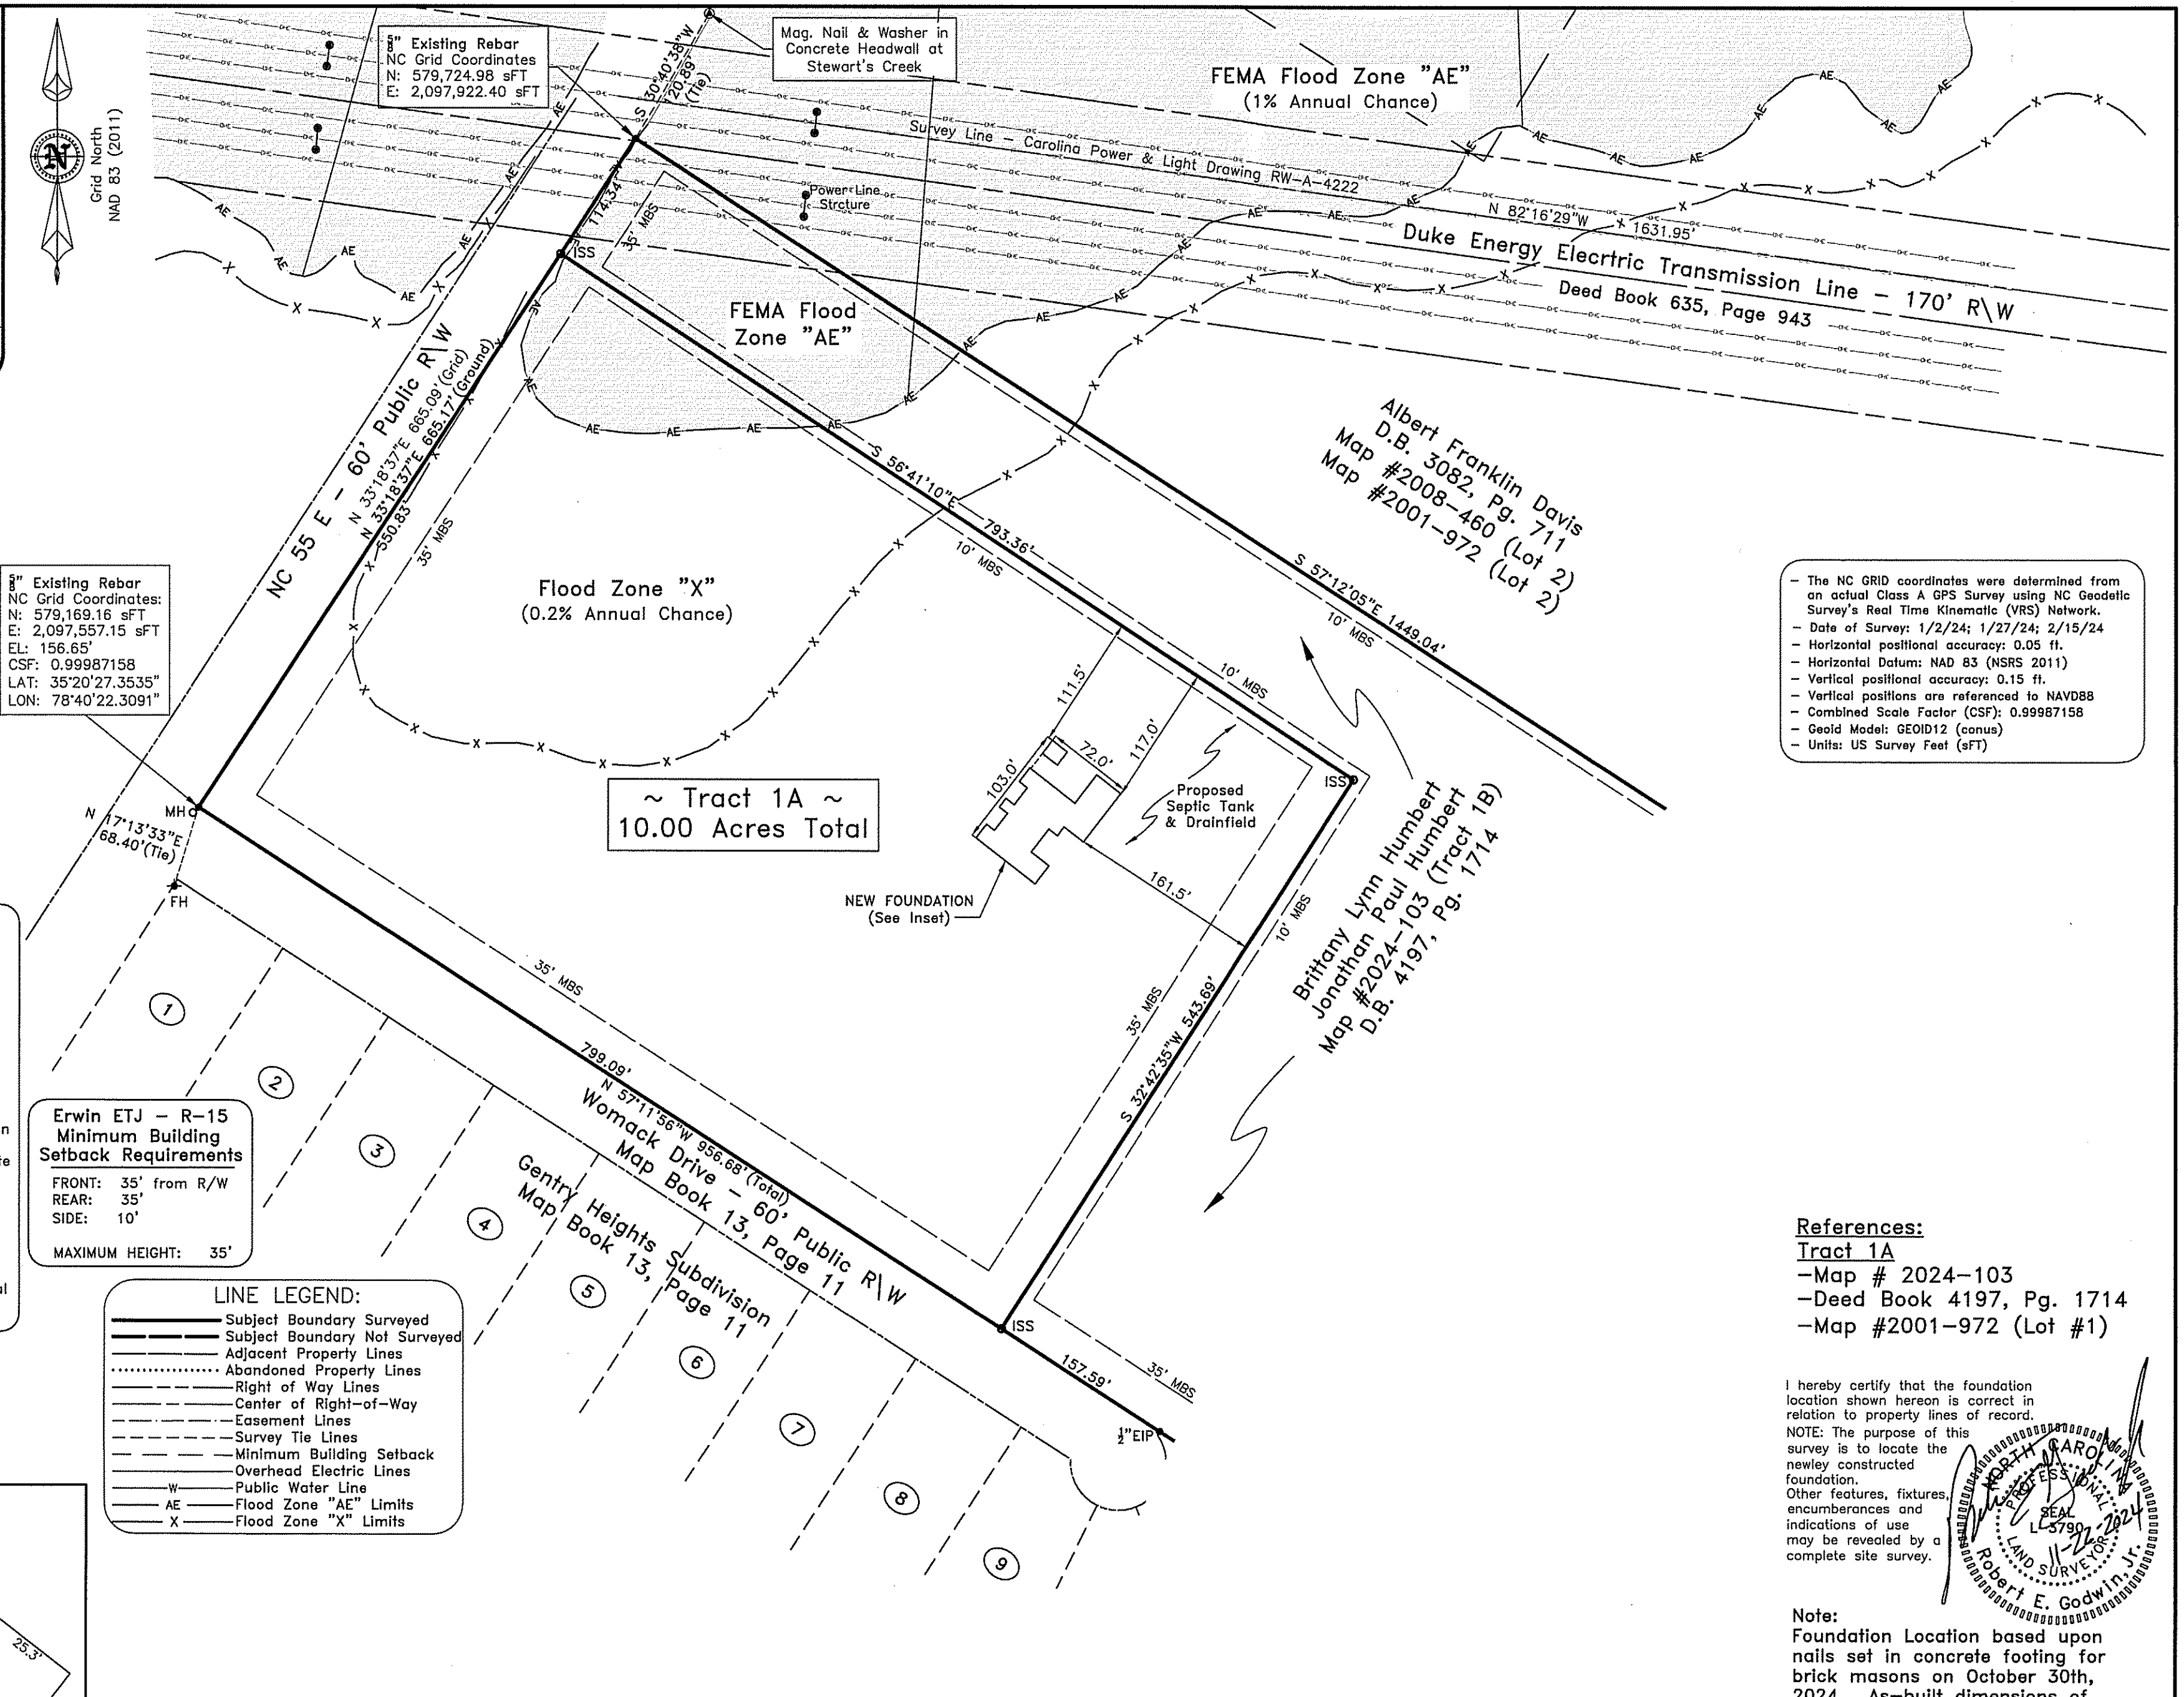 ⅝" Existing Rebar
NC Grid Coordinates
N: 579,724.98 sFT
E: 2,097,922.40 sFT
S 30°40'38"W
120.89'
(Tie)
Mag. Nail & Washer in
Concrete Headwall at
Stewart's Creek
FEMA Flood Zone "AE"
(1% Annual Chance)
Grid North
NAD 83 (2011)
N
Survey Line - Carolina Power & Light Drawing RW-A-4222
Power Line
Strcture
N 82°16'29"W
1631.95'
Duke Energy Elecrtric Transmission Line - 170' R\W
Deed Book 635, Page 943
114.34'
35' MBS
ISS
FEMA Flood
Zone "AE"
NC 55 E - 60' Public R\W
N 33°18'37"E 665.09' (Grid)
N 33°18'37"E 665.17' (Ground)
550.83'
35' MBS
S 56°41'10"E
793.36'
10' MBS
Albert Franklin Davis
D.B. 3082, Pg. 711
Map #2008-460 (Lot 2)
Map #2001-972 (Lot 2)
S 57°12'05"E 1449.04'
10' MBS
10' MBS
⅝" Existing Rebar
NC Grid Coordinates:
N: 579,169.16 sFT
E: 2,097,557.15 sFT
EL: 156.65'
CSF: 0.99987158
LAT: 35°20'27.3535"
LON: 78°40'22.3091"
Flood Zone "X"
(0.2% Annual Chance)
- The NC GRID coordinates were determined from
an actual Class A GPS Survey using NC Geodetic
Survey's Real Time Kinematic (VRS) Network.
- Date of Survey: 1/2/24; 1/27/24; 2/15/24
- Horizontal positional accuracy: 0.05 ft.
- Horizontal Datum: NAD 83 (NSRS 2011)
- Vertical positional accuracy: 0.15 ft.
- Vertical positions are referenced to NAVD88
- Combined Scale Factor (CSF): 0.99987158
- Geoid Model: GEOID12 (conus)
- Units: US Survey Feet (sFT)
111.5'
72.0'
117.0'
103.0'
Proposed
Septic Tank
& Drainfield
ISS
~ Tract 1A ~
10.00 Acres Total
MH
N 17°13'33"E
68.40'(Tie)
FH
NEW FOUNDATION
(See Inset)
161.5'
10' MBS
Brittany Lynn Humbert
Jonathan Paul Humbert
Map #2024-103 (Tract 1B)
D.B. 4197, Pg. 1714
35' MBS
35' MBS
S 32°42'35"W 543.69'
799.09'
N 57°11'56"W 956.68' (Total)
Womack Drive - 60' Public R\W
Map Book 13, Page 11
Gentry Heights Subdivision
Map Book 13, Page 11
1
2
3
4
5
6
7
8
9
ISS
157.59'
35' MBS
½"EIP
Erwin ETJ - R-15
Minimum Building
Setback Requirements
FRONT: 35' from R/W
REAR: 35'
SIDE: 10'
MAXIMUM HEIGHT: 35'
LINE LEGEND:
Subject Boundary Surveyed
Subject Boundary Not Surveyed
Adjacent Property Lines
Abandoned Property Lines
Right of Way Lines
Center of Right-of-Way
Easement Lines
Survey Tie Lines
Minimum Building Setback
Overhead Electric Lines
W Public Water Line
AE Flood Zone "AE" Limits
X Flood Zone "X" Limits
25.3'
References:
Tract 1A
-Map # 2024-103
-Deed Book 4197, Pg. 1714
-Map #2001-972 (Lot #1)
I hereby certify that the foundation
location shown hereon is correct in
relation to property lines of record.
NOTE: The purpose of this
survey is to locate the
newley constructed
foundation.
Other features, fixtures,
encumberances and
indications of use
may be revealed by a
complete site survey.
NORTH CAROLINA
PROFESSIONAL
SEAL
L-3790
LAND SURVEYOR
Robert E. Godwin, Jr.
11-22-2024
Note:
Foundation Location based upon
nails set in concrete footing for
brick masons on October 30th,
2024. As-built dimensions of